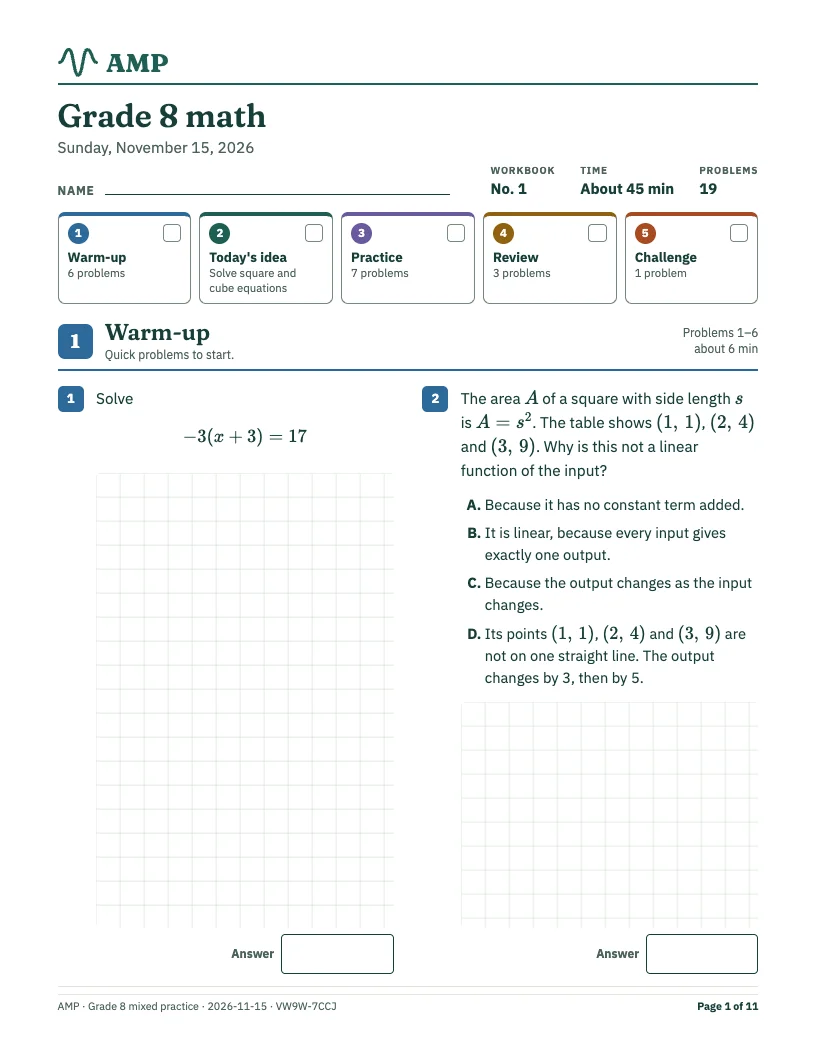 AMP
Grade 8 math
Sunday, November 15, 2026
NAME
WORKBOOK
No. 1
TIME
About 45 min
PROBLEMS
19
1
Warm-up
6 problems
2
Today's idea
Solve square and
cube equations
3
Practice
7 problems
4
Review
3 problems
5
Challenge
1 problem
1
Warm-up
Quick problems to start.
Problems 1–6
about 6 min
1 Solve
−3(x + 3) = 17
Answer
2 The area A of a square with side length s
is A = s². The table shows (1, 1), (2, 4)
and (3, 9). Why is this not a linear
function of the input?
A. Because it has no constant term added.
B. It is linear, because every input gives
exactly one output.
C. Because the output changes as the input
changes.
D. Its points (1, 1), (2, 4) and (3, 9) are
not on one straight line. The output
changes by 3, then by 5.
Answer
AMP · Grade 8 mixed practice · 2026-11-15 · VW9W-7CCJ
Page 1 of 11